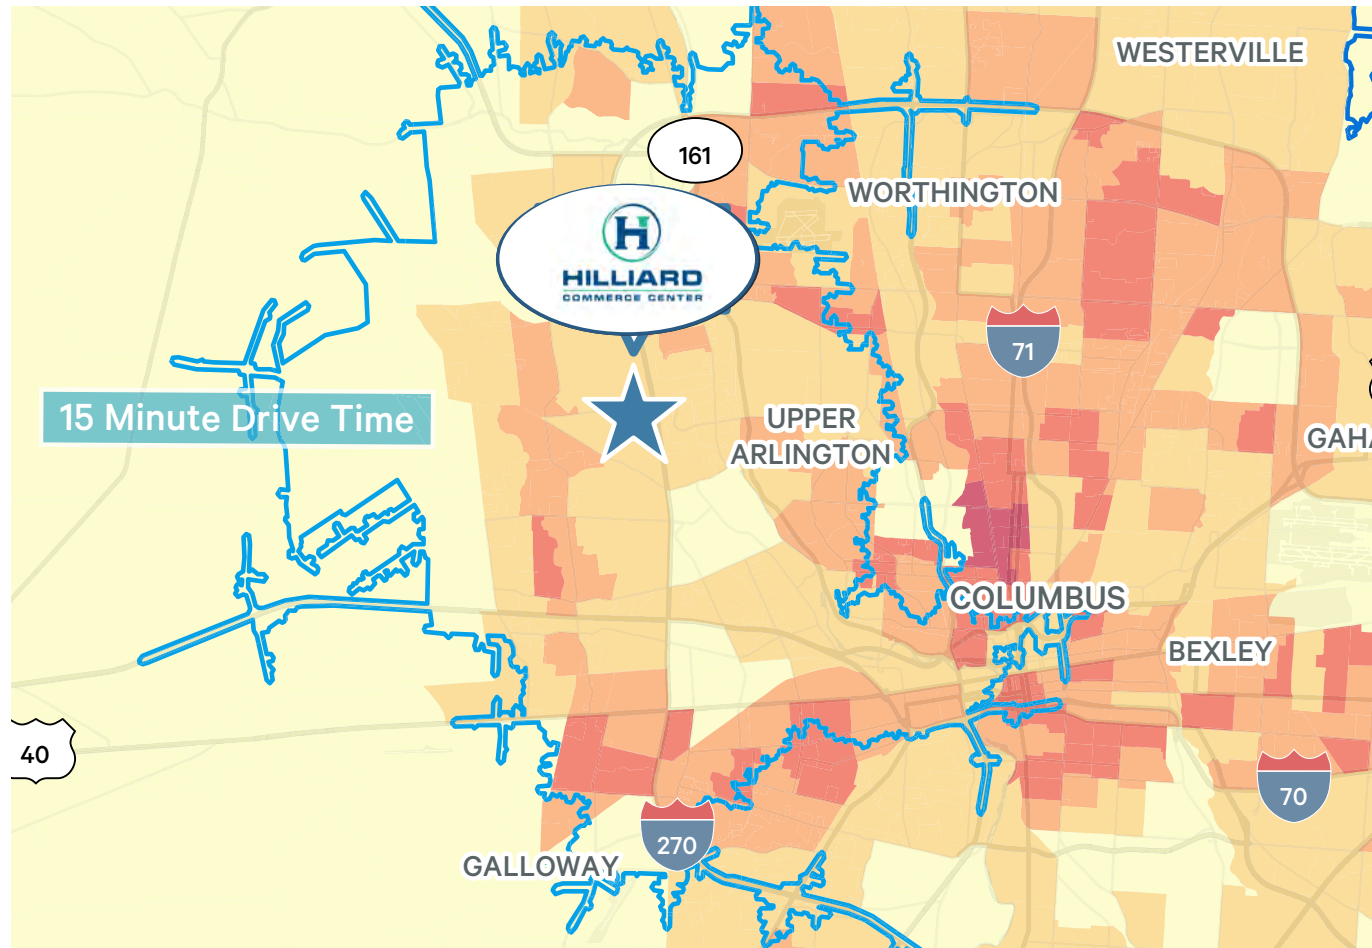 WESTERVILLE
161
WORTHINGTON
H
HILLIARD
COMMERCE CENTER
71
15 Minute Drive Time
UPPER
ARLINGTON
GAHA
COLUMBUS
BEXLEY
40
70
270
GALLOWAY